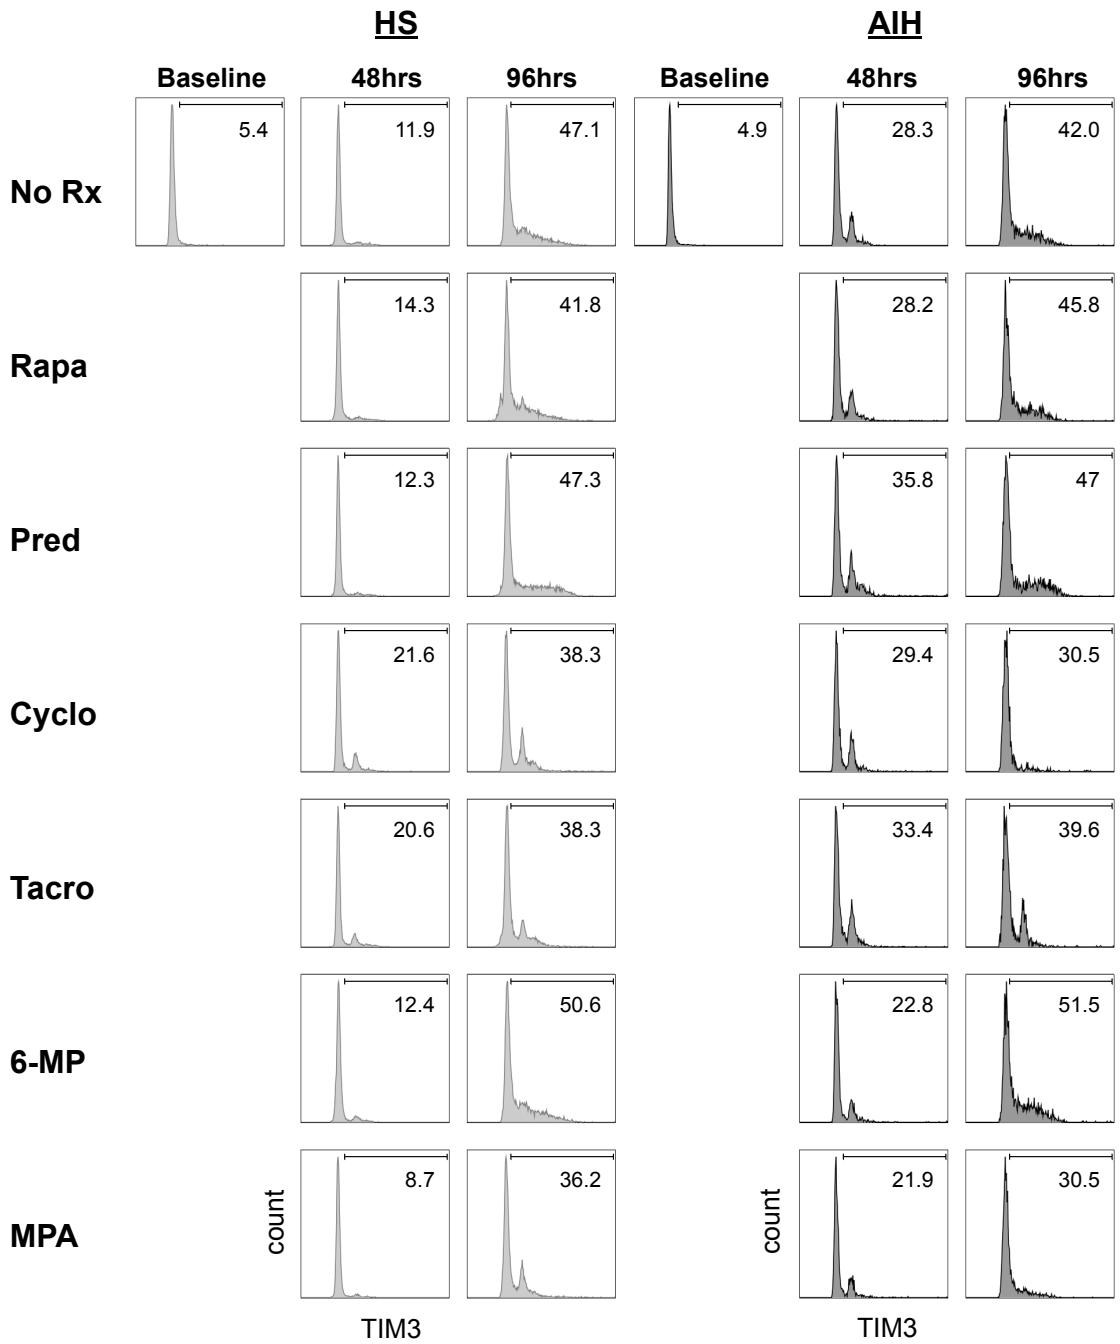 HS AIH
Baseline 48hrs 96hrs Baseline 48hrs 96hrs
No Rx 5.4 11.9 47.1 4.9 28.3 42.0
Rapa 14.3 41.8 28.2 45.8
Pred 12.3 47.3 35.8 47
Cyclo 21.6 38.3 29.4 30.5
Tacro 20.6 38.3 33.4 39.6
6-MP 12.4 50.6 22.8 51.5
MPA count 8.7 36.2 count 21.9 30.5
TIM3 TIM3